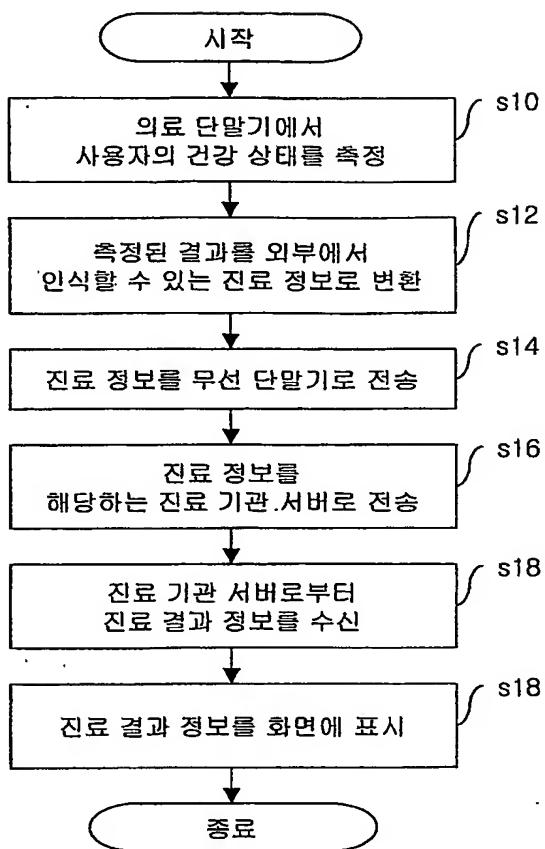 시작
s10
의료 단말기에서
사용자의 건강 상태를 측정
s12
측정된 결과를 외부에서
인식할 수 있는 진료 정보로 변환
s14
진료 정보를 무선 단말기로 전송
s16
진료 정보를
해당하는 진료 기관 서버로 전송
s18
진료 기관 서버로부터
진료 결과 정보를 수신
s18
진료 결과 정보를 화면에 표시
종료